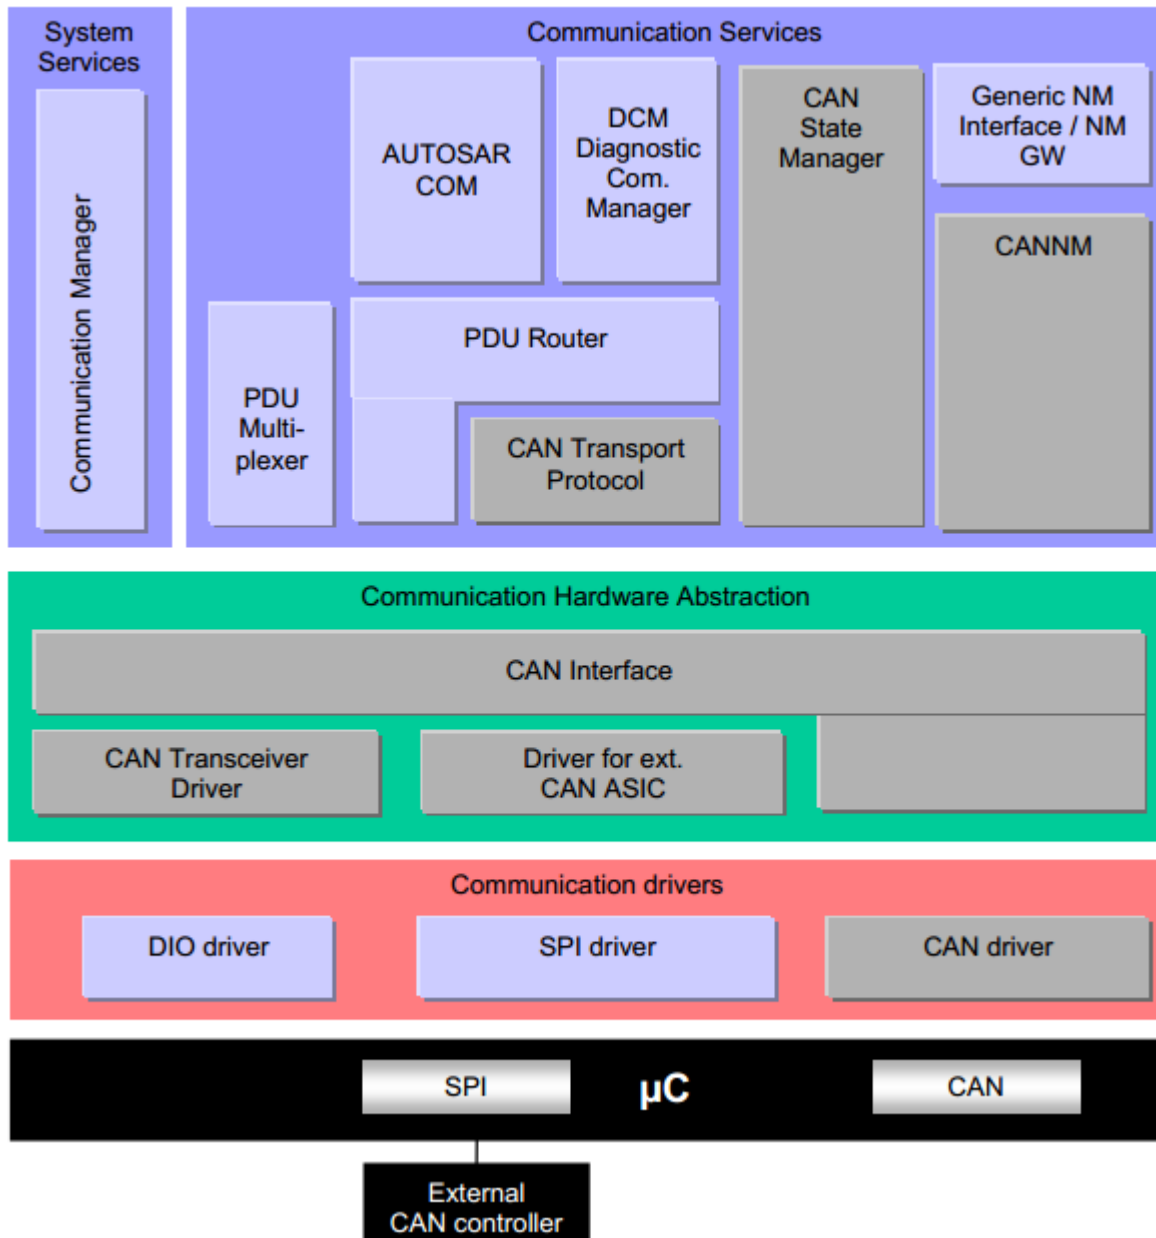 System
Services
Communication Manager
Communication Services
AUTOSAR
COM
DCM
Diagnostic
Com.
Manager
CAN
State
Manager
Generic NM
Interface / NM
GW
CANNM
PDU Router
PDU
Multi-
plexer
CAN Transport
Protocol
Communication Hardware Abstraction
CAN Interface
CAN Transceiver
Driver
Driver for ext.
CAN ASIC
Communication drivers
DIO driver
SPI driver
CAN driver
SPI
µC
CAN
External
CAN controller